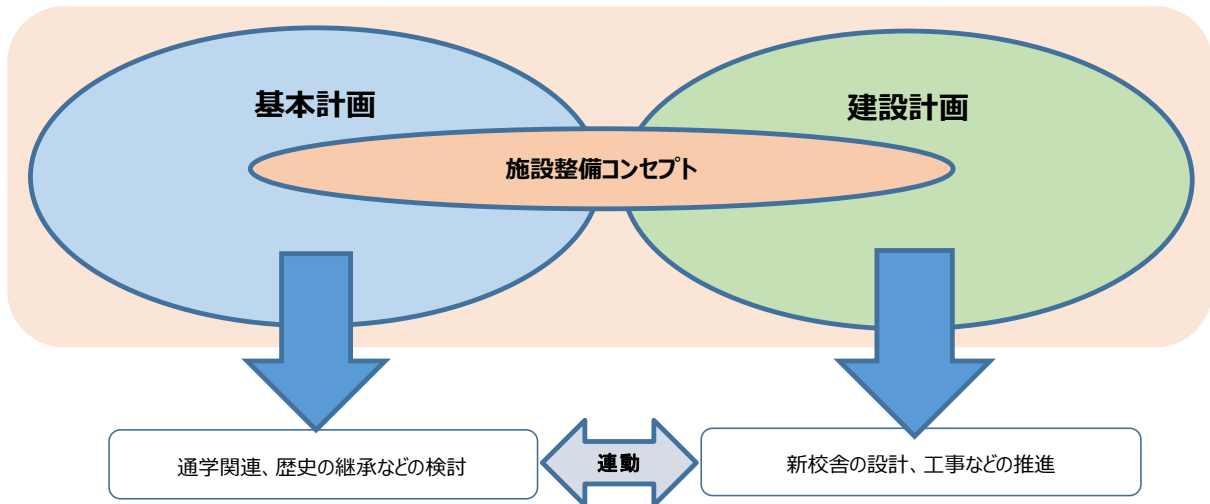 基本計画
建設計画
施設整備コンセプト
通学関連、歴史の継承などの検討
連動
新校舎の設計、工事などの推進